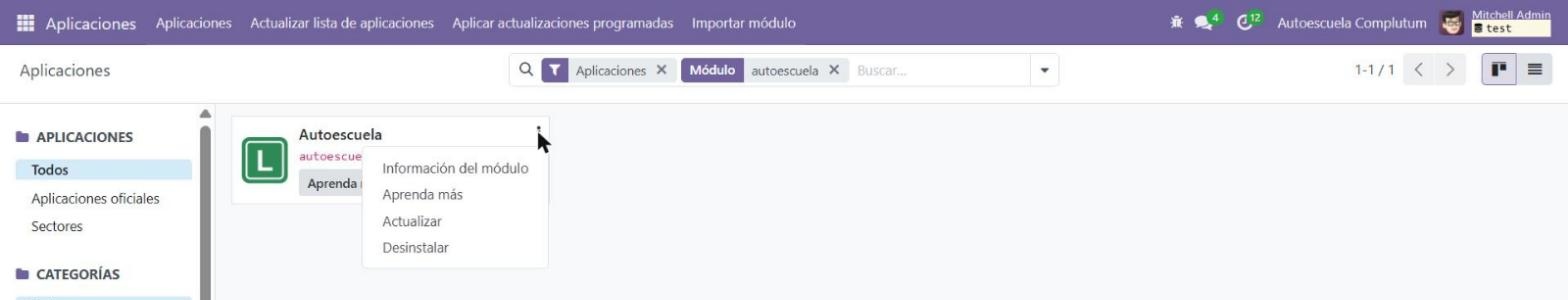 Aplicaciones Aplicaciones Actualizar lista de aplicaciones Aplicar actualizaciones programadas Importar módulo 4 12 Autoescuela Complutum Mitchell Admin
test
Aplicaciones Aplicaciones Módulo autoescuela Buscar... 1-1 / 1
APLICACIONES
Todos
Aplicaciones oficiales
Sectores
CATEGORÍAS
Autoescuela
L
Aprenda
Información del módulo
Aprenda más
Actualizar
Desinstalar